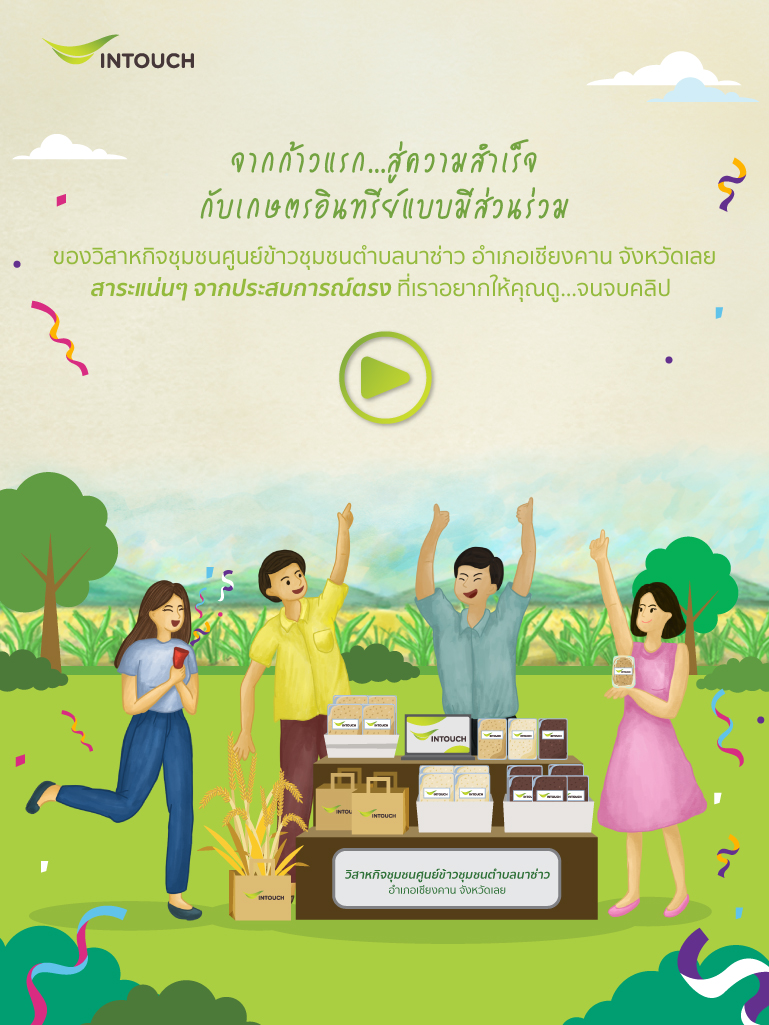 INTOUCH
จากก้าวแรก...สู่ความสำเร็จ
กับเกษตรอินทรีย์แบบมีส่วนร่วม
ของวิสาหกิจชุมชนศูนย์ข้าวชุมชนตำบลนาซ่าว อำเภอเชียงคาน จังหวัดเลย
สาระแน่นๆ จากประสบการณ์ตรง ที่เราอยากให้คุณดู...จนจบคลิป
INTOUCH
INTOUCH
INTOUCH
INTOUCH
INTOUCH
INTOUCH
INTOUCH
INTOUCH
INTOUCH
INTOUCH
INTOUCH
วิสาหกิจชุมชนศูนย์ข้าวชุมชนตำบลนาซ่าว
อำเภอเชียงคาน จังหวัดเลย
INTOUCH